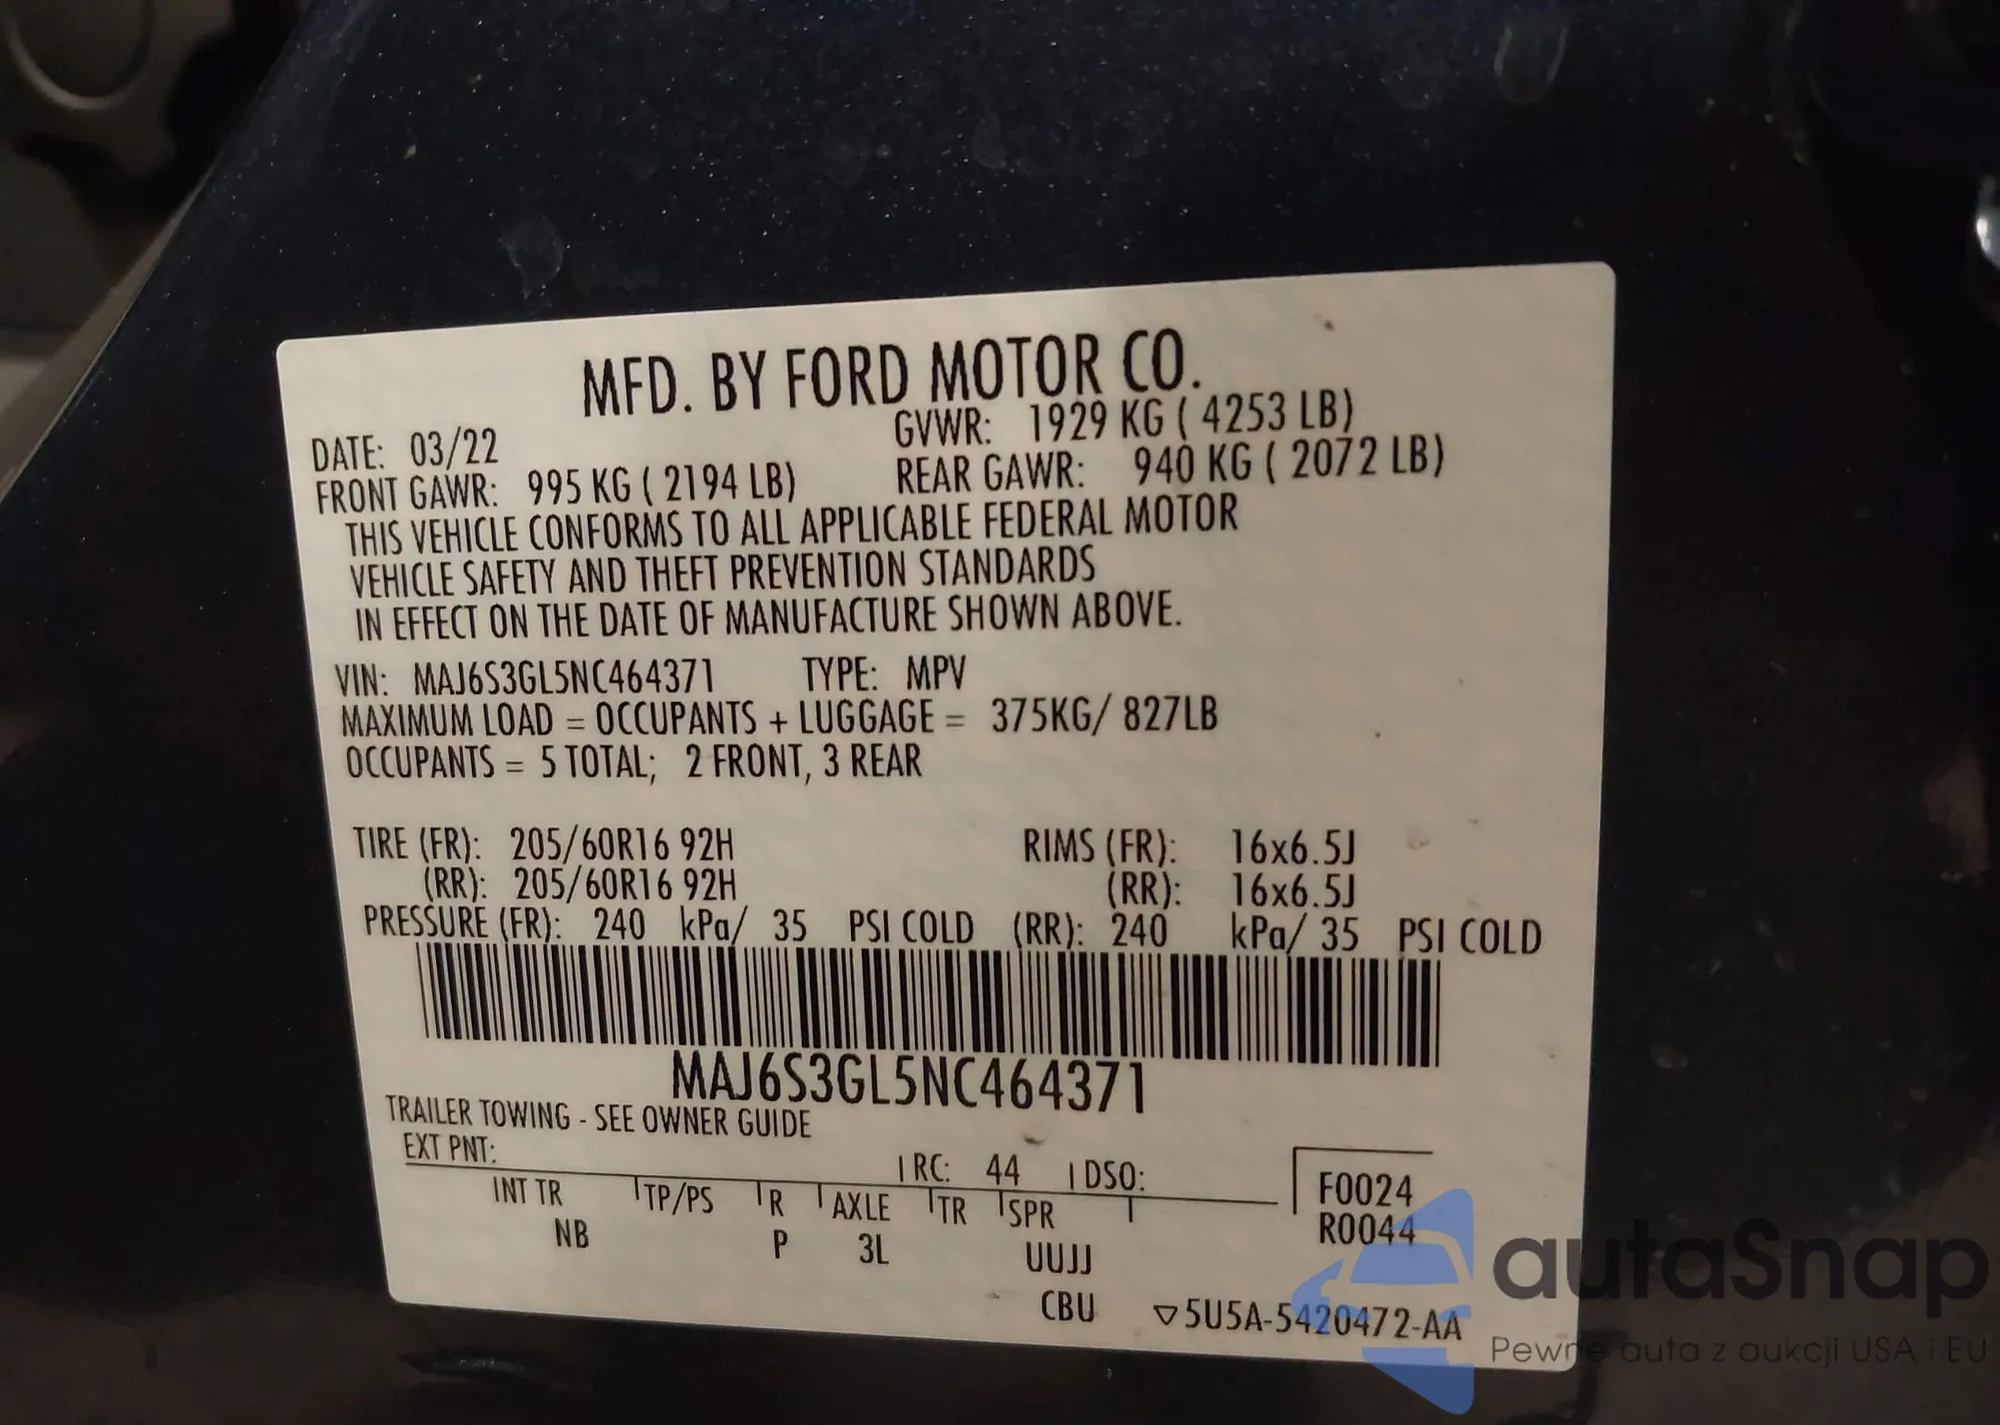 MFD. BY FORD MOTOR CO.
DATE: 03/22 GVWR: 1929 KG ( 4253 LB)
FRONT GAWR: 995 KG ( 2194 LB) REAR GAWR: 940 KG ( 2072 LB)
THIS VEHICLE CONFORMS TO ALL APPLICABLE FEDERAL MOTOR
VEHICLE SAFETY AND THEFT PREVENTION STANDARDS
IN EFFECT ON THE DATE OF MANUFACTURE SHOWN ABOVE.
VIN: MAJ6S3GL5NC464371 TYPE: MPV
MAXIMUM LOAD = OCCUPANTS + LUGGAGE = 375KG/ 827LB
OCCUPANTS = 5 TOTAL; 2 FRONT, 3 REAR
TIRE (FR): 205/60R16 92H RIMS (FR): 16x6.5J
(RR): 205/60R16 92H (RR): 16x6.5J
PRESSURE (FR): 240 kPa/ 35 PSI COLD (RR): 240 kPa/ 35 PSI COLD
MAJ6S3GL5NC464371
TRAILER TOWING - SEE OWNER GUIDE
EXT PNT: RC: 44 DSO:
F0024
INT TR TP/PS R AXLE TR SPR
R0044
NB P 3L UUJJ
CBU ▽5U5A-5420472-AA
autaSnap
Pewne auta z aukcji USA i EU